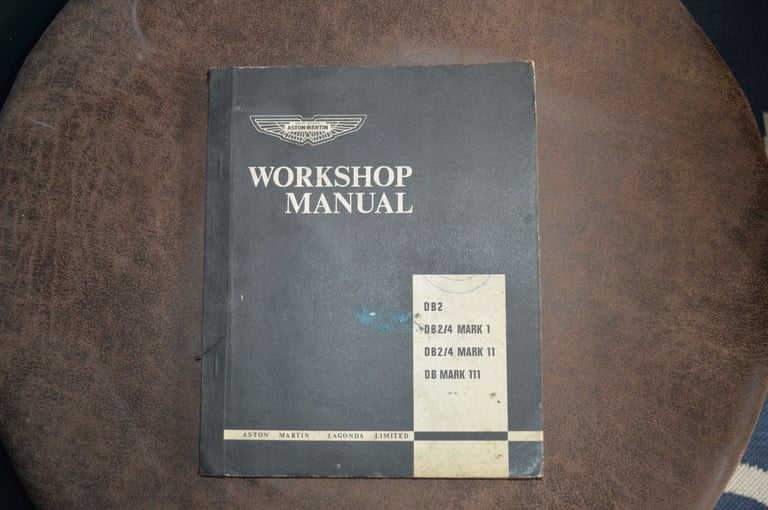 ASTON MARTIN
WORKSHOP
MANUAL
DB2
DB2/4 MARK 1
DB2/4 MARK 11
DB MARK 111
ASTON MARTIN LAGONDA LIMITED